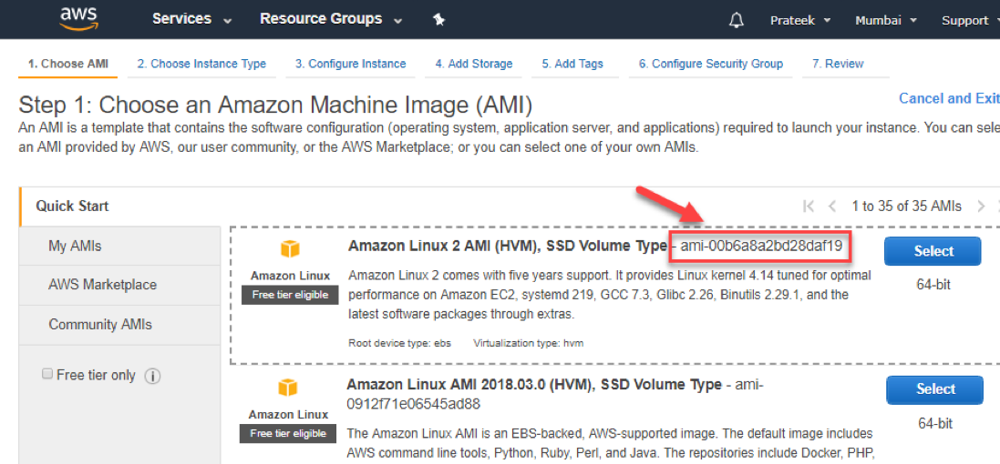 aws Services Resource Groups Prateek Mumbai Support
1. Choose AMI 2. Choose Instance Type 3. Configure Instance 4. Add Storage 5. Add Tags 6. Configure Security Group 7. Review
Step 1: Choose an Amazon Machine Image (AMI)
Cancel and Exit
An AMI is a template that contains the software configuration (operating system, application server, and applications) required to launch your instance. You can sele
an AMI provided by AWS, our user community, or the AWS Marketplace; or you can select one of your own AMIs.
Quick Start
1 to 35 of 35 AMIs
My AMIs
AWS Marketplace
Community AMIs
Free tier only
Amazon Linux
Free tier eligible
Amazon Linux 2 AMI (HVM), SSD Volume Type - ami-00b6a8a2bd28daf19
Amazon Linux 2 comes with five years support. It provides Linux kernel 4.14 tuned for optimal
performance on Amazon EC2, systemd 219, GCC 7.3, Glibc 2.26, Binutils 2.29.1, and the
latest software packages through extras.
Root device type: ebs Virtualization type: hvm
Select
64-bit
Amazon Linux
Free tier eligible
Amazon Linux AMI 2018.03.0 (HVM), SSD Volume Type - ami-
0912f71e06545ad88
The Amazon Linux AMI is an EBS-backed, AWS-supported image. The default image includes
AWS command line tools, Python, Ruby, Perl, and Java. The repositories include Docker, PHP,
Select
64-bit